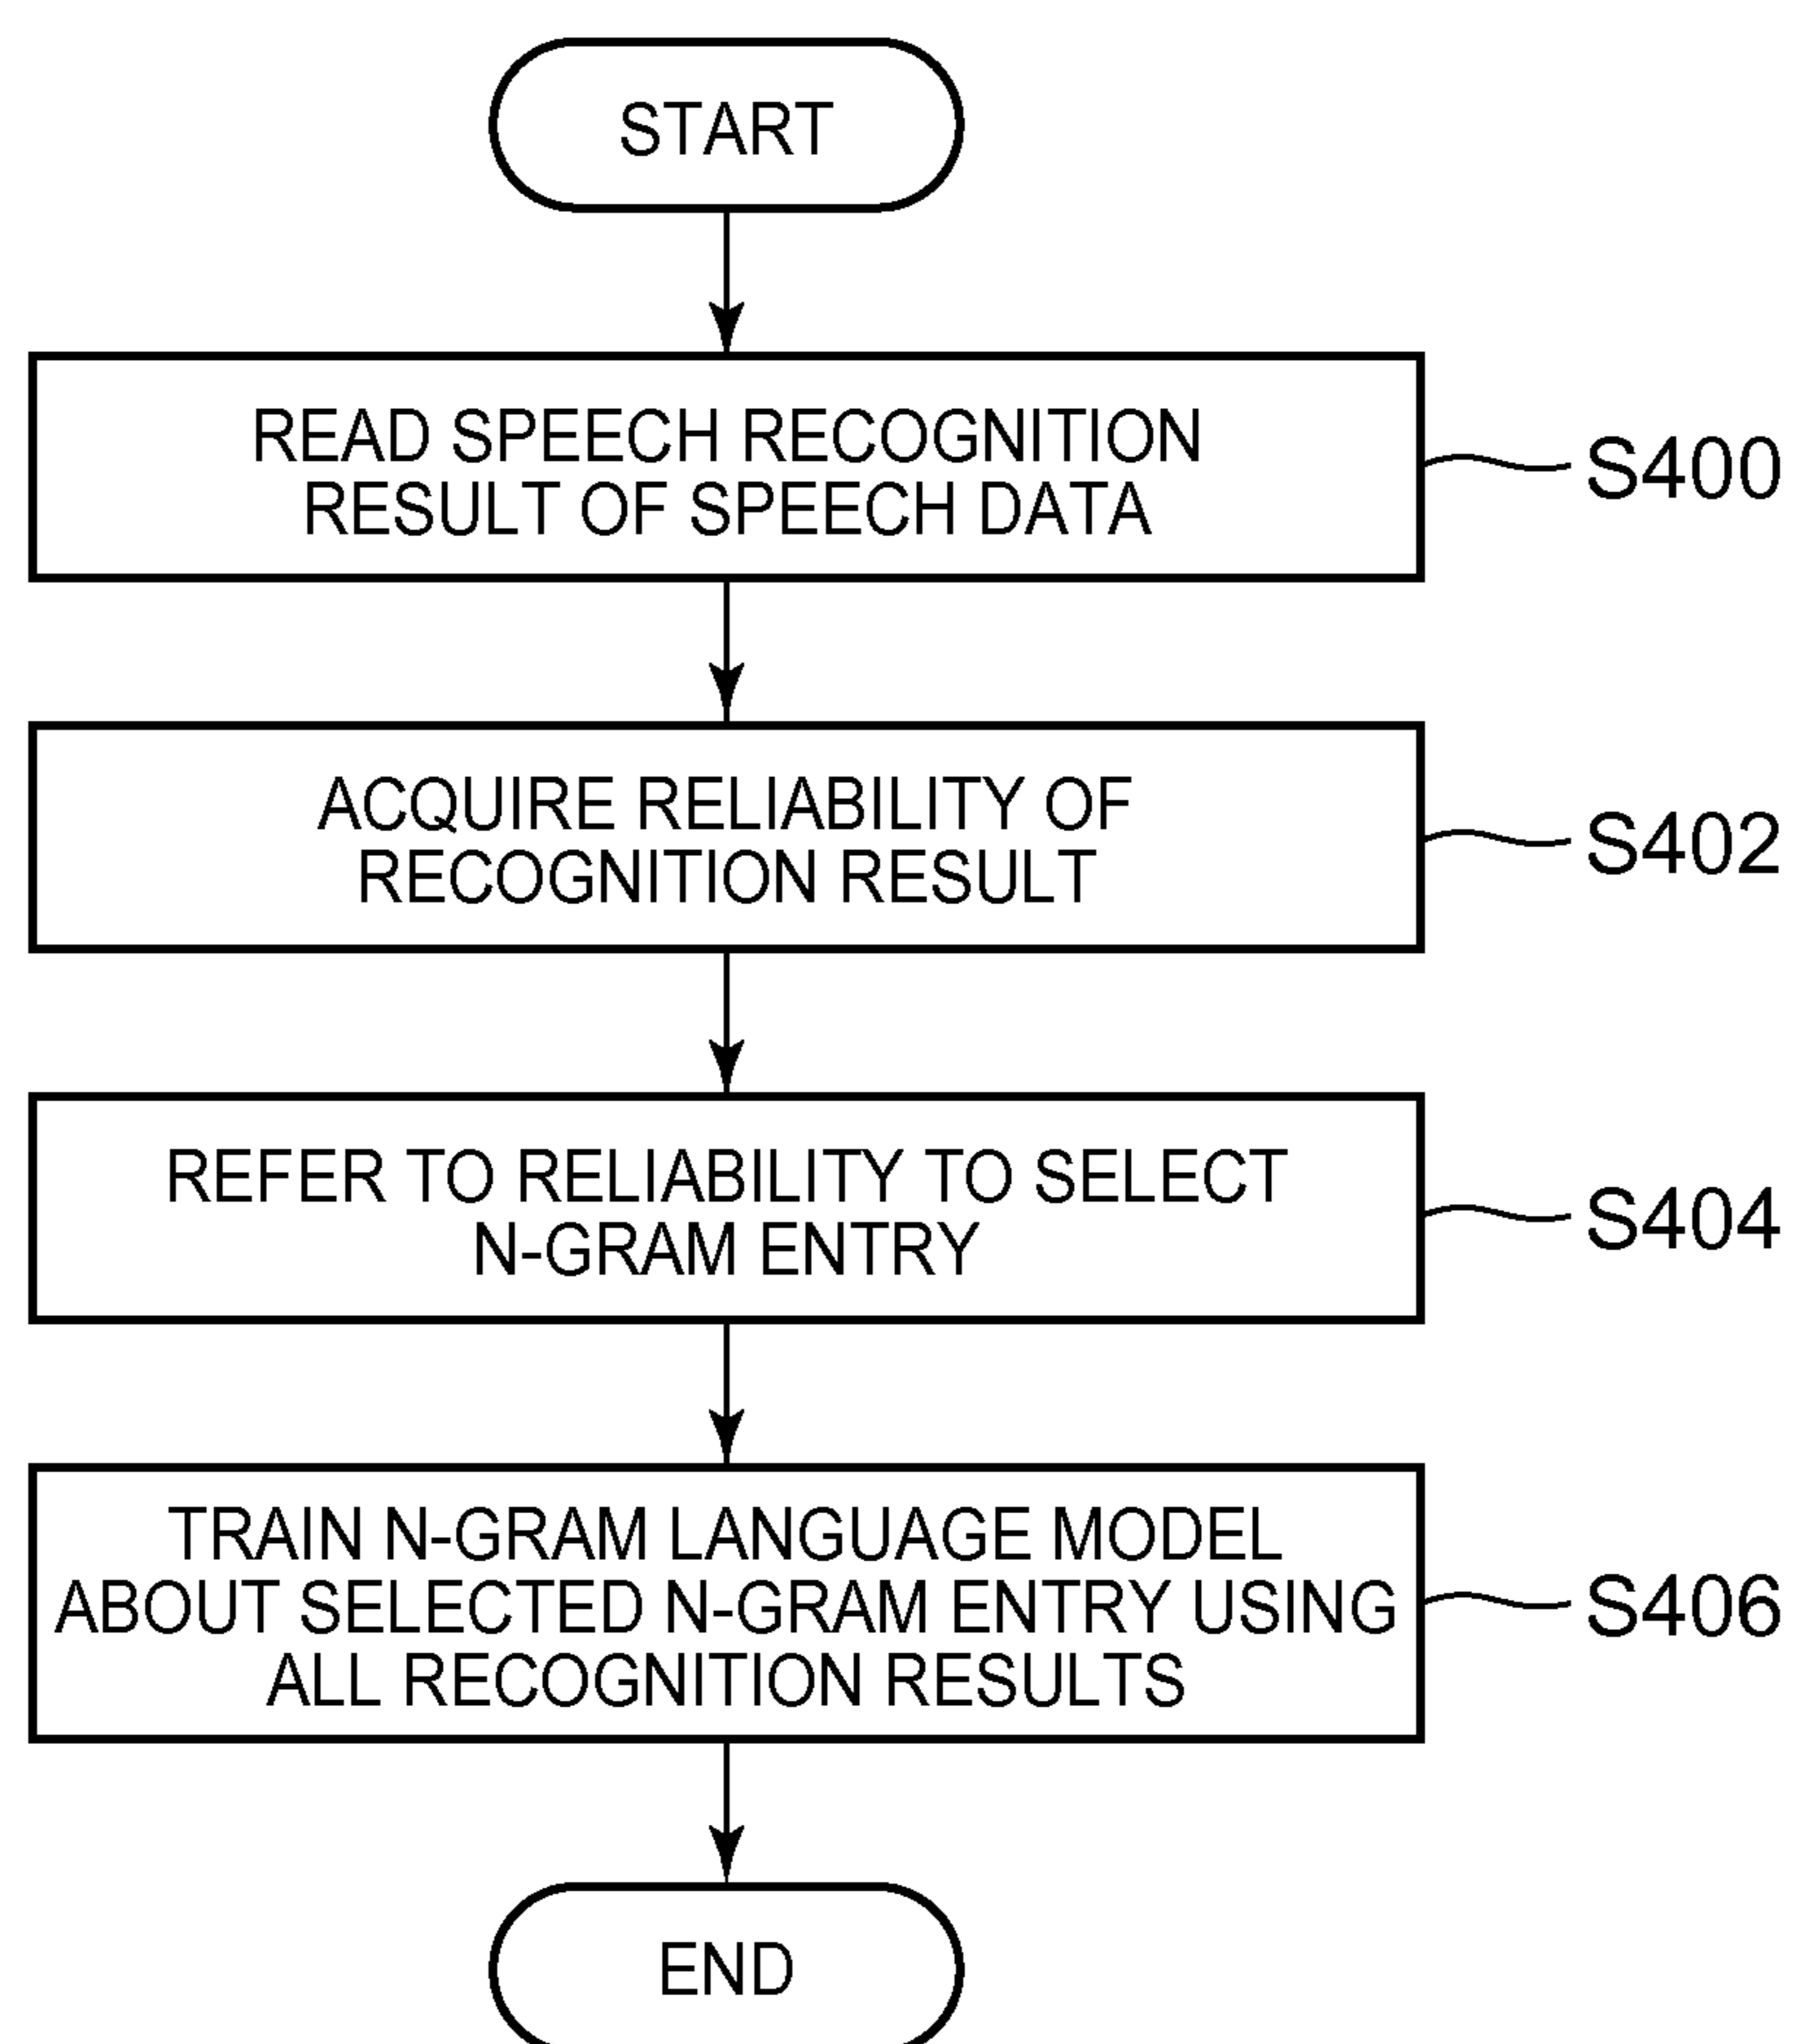 START
READ SPEECH RECOGNITION
RESULT OF SPEECH DATA
S400
ACQUIRE RELIABILITY OF
RECOGNITION RESULT
S402
REFER TO RELIABILITY TO SELECT
N-GRAM ENTRY
S404
TRAIN N-GRAM LANGUAGE MODEL
ABOUT SELECTED N-GRAM ENTRY USING
ALL RECOGNITION RESULTS
S406
END